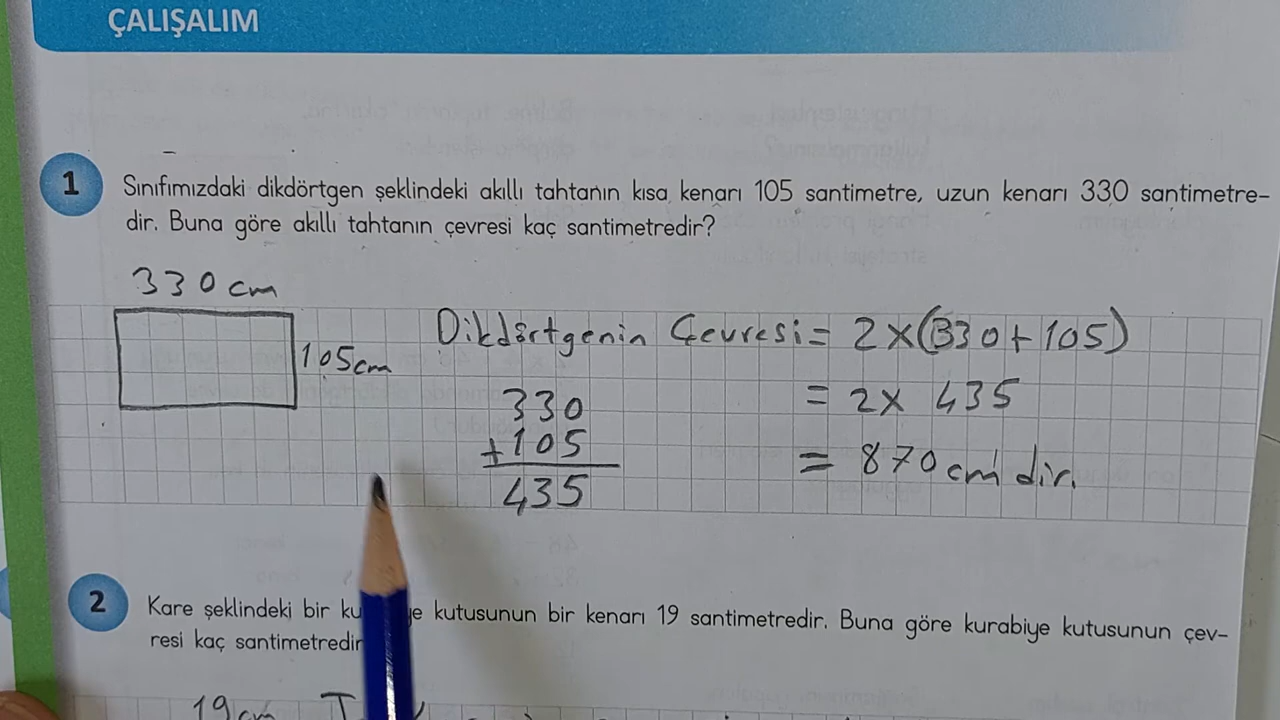 ÇALIŞALIM
1 Sınıfımızdaki dikdörtgen şeklindeki akıllı tahtanın kısa kenarı 105 santimetre, uzun kenarı 330 santimetre-
dir. Buna göre akıllı tahtanın çevresi kaç santimetredir?
330 cm
105cm
Dikdörtgenin Çevresi = 2x(330+105)
= 2x 435
= 870 cm'dir.
330
+105
435
2 Kare şeklindeki bir kutusunun bir kenarı 19 santimetredir. Buna göre kurabiye kutusunun çev-
resi kaç santimetredir
19cm